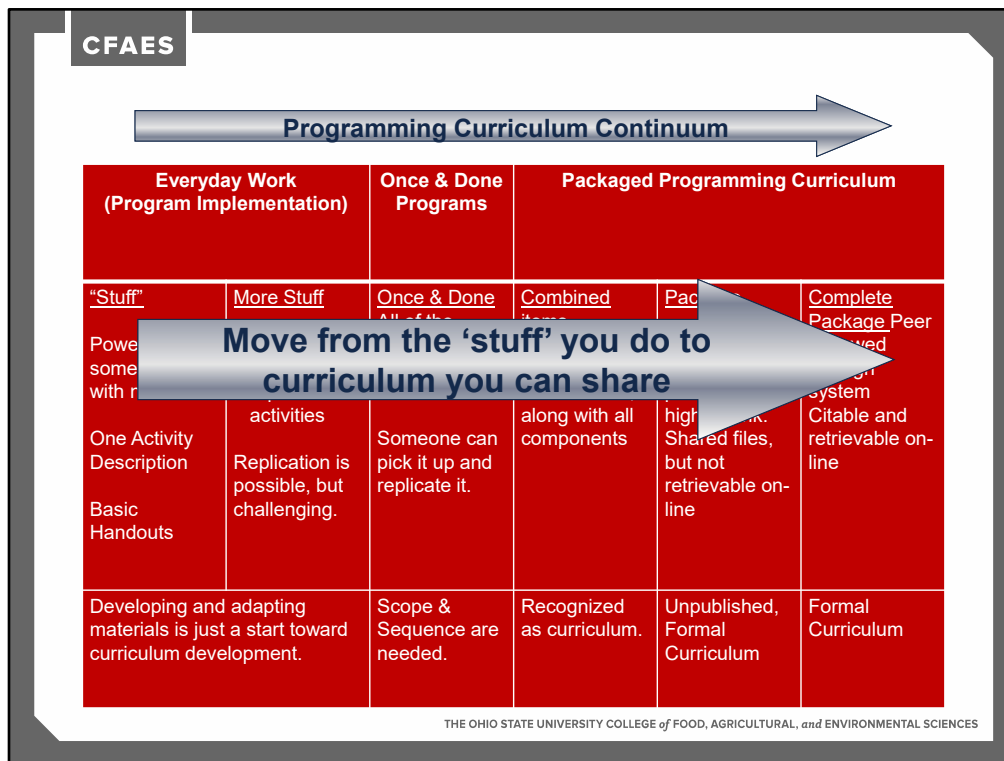 CFAES
Programming Curriculum Continuum
Everyday Work
(Program Implementation)
Once & Done
Programs
Packaged Programming Curriculum
“Stuff”
with
One Activity
Description
Basic
Handouts
More Stuff
activities
Replication is
possible, but
challenging.
Once & Done
Someone can
pick it up and
replicate it.
Combined
along with all
components
Shared files,
but not
retrievable on-
line
Complete
Package Peer
system
Citable and
retrievable on-
line
Move from the ‘stuff’ you do to
curriculum you can share
Developing and adapting
materials is just a start toward
curriculum development.
Scope &
Sequence are
needed.
Recognized
as curriculum.
Unpublished,
Formal
Curriculum
Formal
Curriculum
THE OHIO STATE UNIVERSITY COLLEGE of FOOD, AGRICULTURAL, and ENVIRONMENTAL SCIENCES